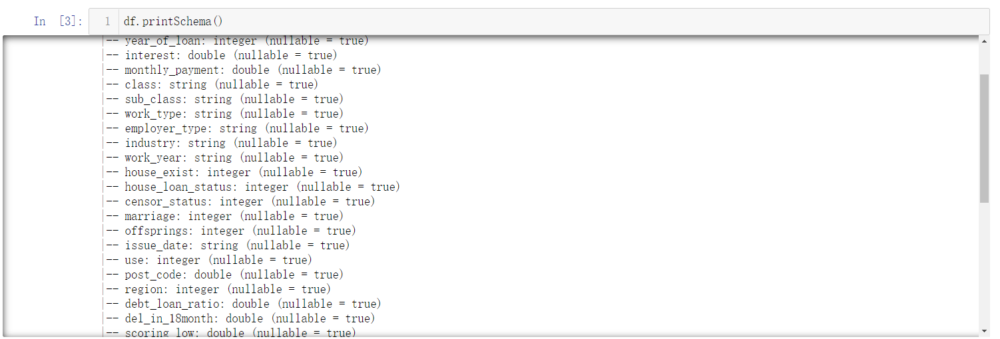 In [3]: 1 df.printSchema()
|-- year_of_loan: integer (nullable = true)
|-- interest: double (nullable = true)
|-- monthly_payment: double (nullable = true)
|-- class: string (nullable = true)
|-- sub_class: string (nullable = true)
|-- work_type: string (nullable = true)
|-- employer_type: string (nullable = true)
|-- industry: string (nullable = true)
|-- work_year: string (nullable = true)
|-- house_exist: integer (nullable = true)
|-- house_loan_status: integer (nullable = true)
|-- censor_status: integer (nullable = true)
|-- marriage: integer (nullable = true)
|-- offsprings: integer (nullable = true)
|-- issue_date: string (nullable = true)
|-- use: integer (nullable = true)
|-- post_code: double (nullable = true)
|-- region: integer (nullable = true)
|-- debt_loan_ratio: double (nullable = true)
|-- del_in_18month: double (nullable = true)
|-- scoring_low: double (nullable = true)